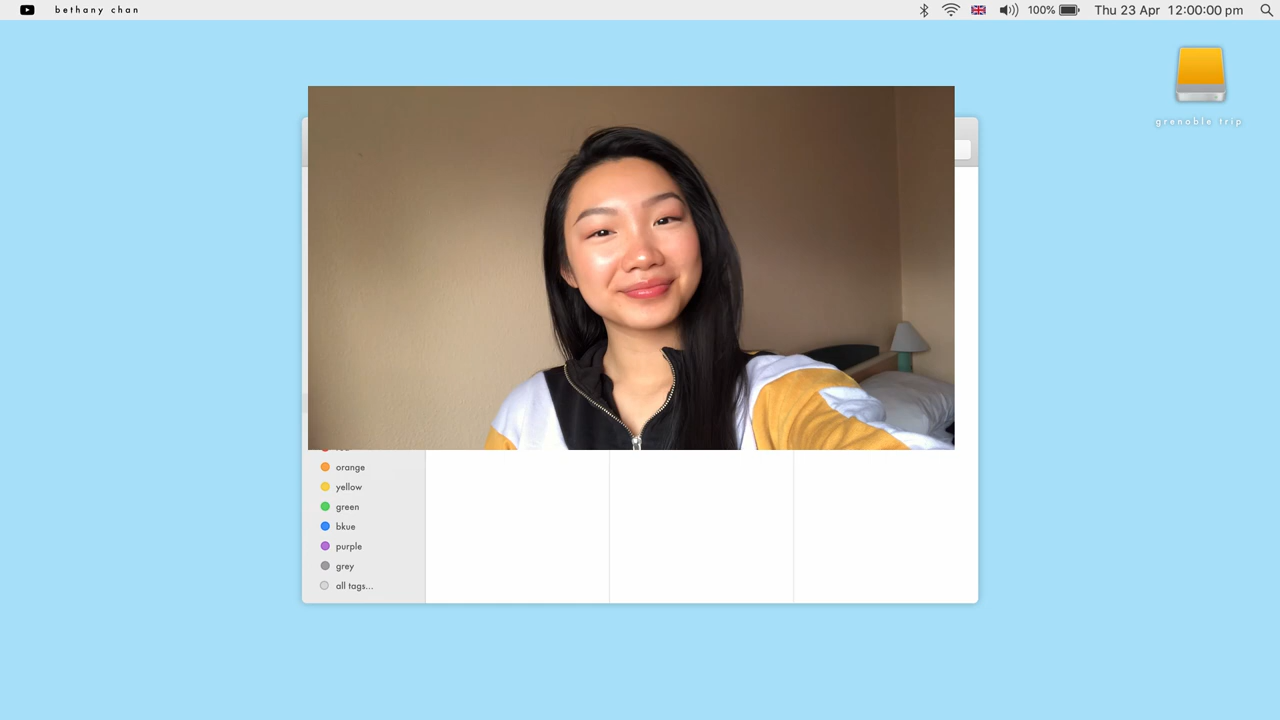 bethany chan
100%
Thu 23 Apr 12:00:00 pm
grenoble trip
orange
yellow
green
bkue
purple
grey
all tags...